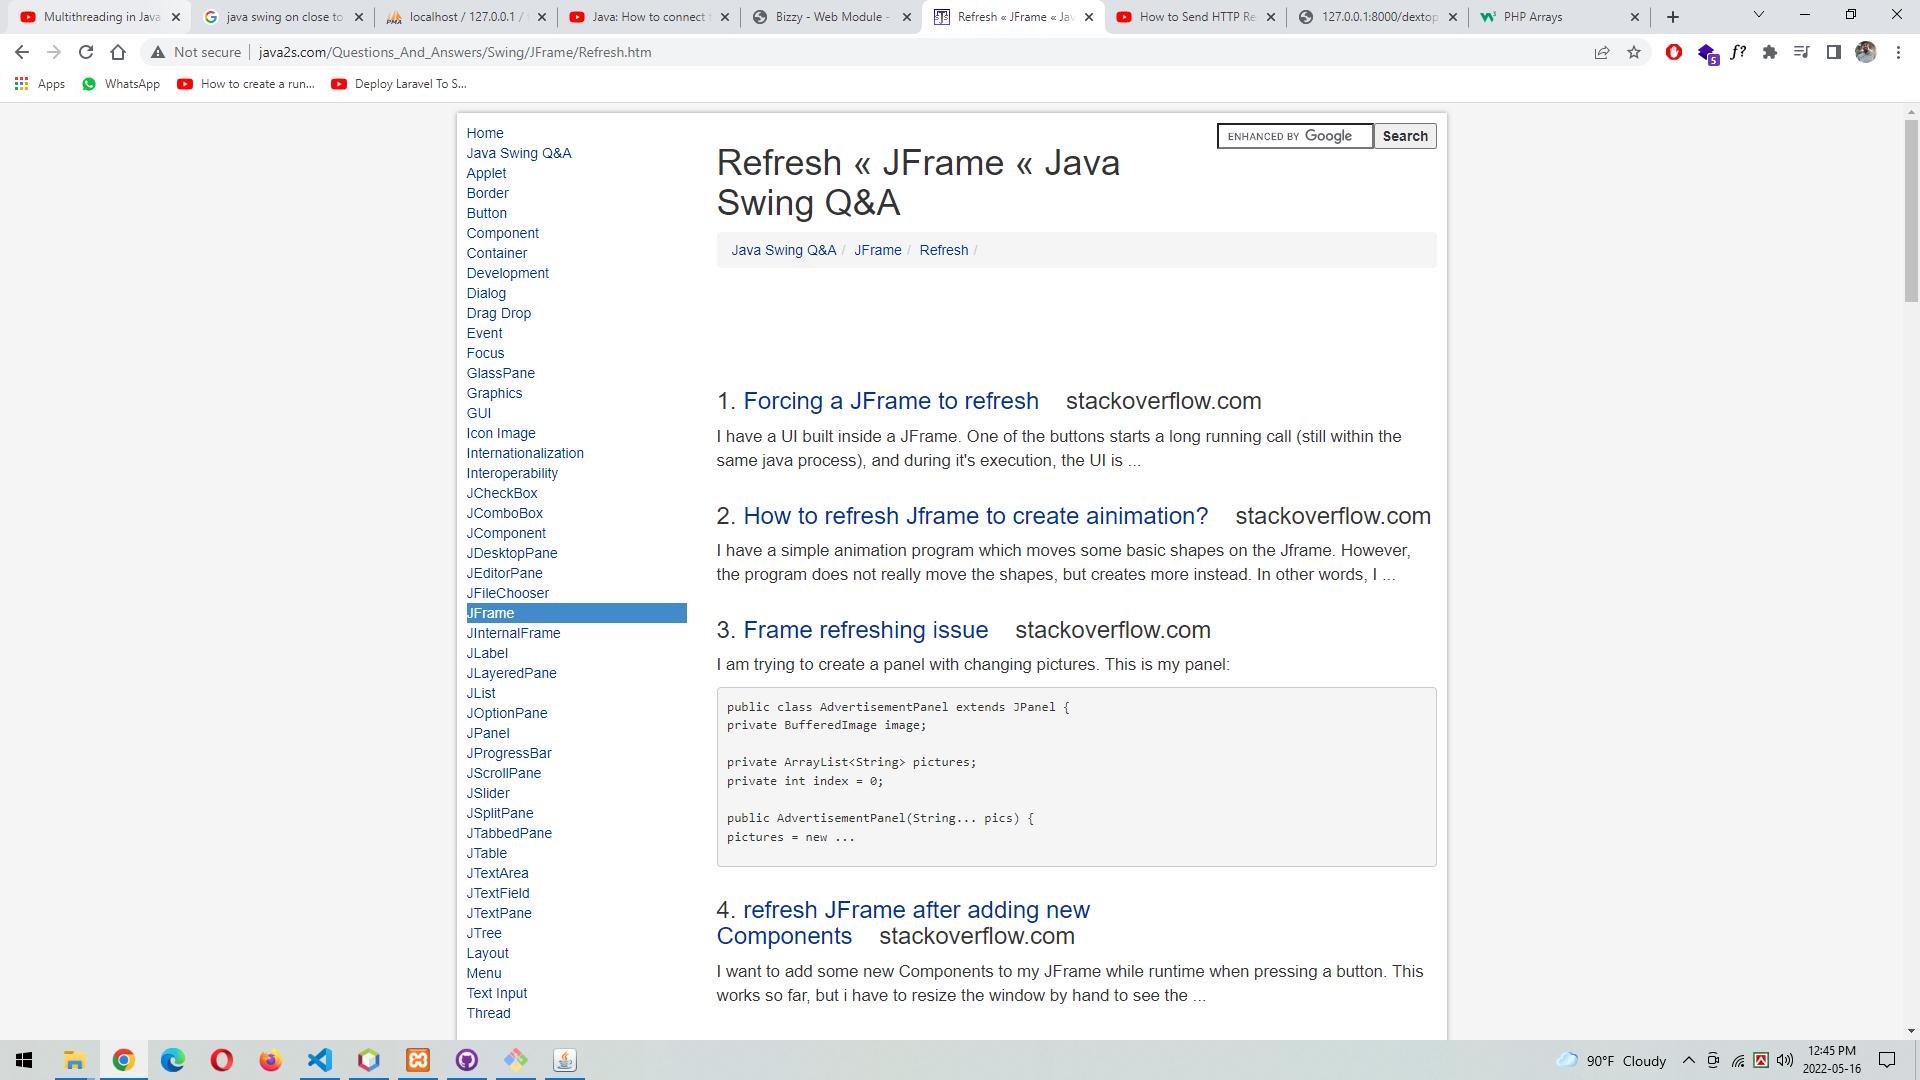 Multithreading in Java
java swing on close to
localhost / 127.0.0.1 /
Java: How to connect
Bizzy - Web Module -
Refresh « JFrame « Jav
How to Send HTTP Re
127.0.0.1:8000/dextop
PHP Arrays
Not secure
java2s.com/Questions_And_Answers/Swing/JFrame/Refresh.htm
5
f?
Apps
WhatsApp
How to create a run...
Deploy Laravel To S...
Home
Java Swing Q&A
Applet
Border
Button
Component
Container
Development
Dialog
Drag Drop
Event
Focus
GlassPane
Graphics
GUI
Icon Image
Internationalization
Interoperability
JCheckBox
JComboBox
JComponent
JDesktopPane
JEditorPane
JFileChooser
JFrame
JInternalFrame
JLabel
JLayeredPane
JList
JOptionPane
JPanel
JProgressBar
JScrollPane
JSlider
JSplitPane
JTabbedPane
JTable
JTextArea
JTextField
JTextPane
JTree
Layout
Menu
Text Input
Thread
ENHANCED BY Google
Search
Refresh « JFrame « Java
Swing Q&A
Java Swing Q&A / JFrame / Refresh /
1. Forcing a JFrame to refresh stackoverflow.com
I have a UI built inside a JFrame. One of the buttons starts a long running call (still within the
same java process), and during it's execution, the UI is ...
2. How to refresh Jframe to create ainimation? stackoverflow.com
I have a simple animation program which moves some basic shapes on the Jframe. However,
the program does not really move the shapes, but creates more instead. In other words, I ...
3. Frame refreshing issue stackoverflow.com
I am trying to create a panel with changing pictures. This is my panel:
public class AdvertisementPanel extends JPanel {
private BufferedImage image;
private ArrayList<String> pictures;
private int index = 0;
public AdvertisementPanel(String... pics) {
pictures = new ...
4. refresh JFrame after adding new
Components stackoverflow.com
I want to add some new Components to my JFrame while runtime when pressing a button. This
works so far, but i have to resize the window by hand to see the ...
90°F Cloudy
12:45 PM
2022-05-16